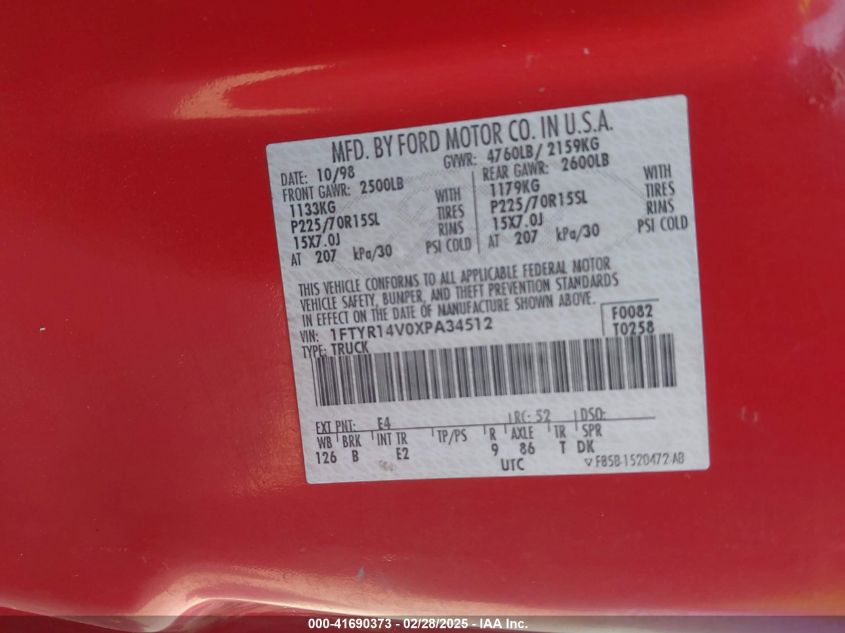 MFD. BY FORD MOTOR CO. IN U.S.A.
DATE: 10/98 GVWR: 4760LB/ 2159KG
FRONT GAWR: 2500LB REAR GAWR: 2600LB
1133KG WITH 1179KG WITH
P225/70R15SL TIRES P225/70R15SL TIRES
15X7.0J RIMS 15X7.0J RIMS
AT 207 kPa/30 PSI COLD AT 207 kPa/30 PSI COLD
THIS VEHICLE CONFORMS TO ALL APPLICABLE FEDERAL MOTOR
VEHICLE SAFETY, BUMPER, AND THEFT PREVENTION STANDARDS
IN EFFECT ON THE DATE OF MANUFACTURE SHOWN ABOVE.
VIN: 1FTYR14V0XPA34512 F0082
TYPE: TRUCK T0258
EXT PNT: E4 RC: 52 DSO:
WB BRK INT TR TP/PS R AXLE TR SPR
126 B E2 9 86 T DK
UTC F85B-1520472-AB
000-41690373 - 02/28/2025 - IAA Inc.